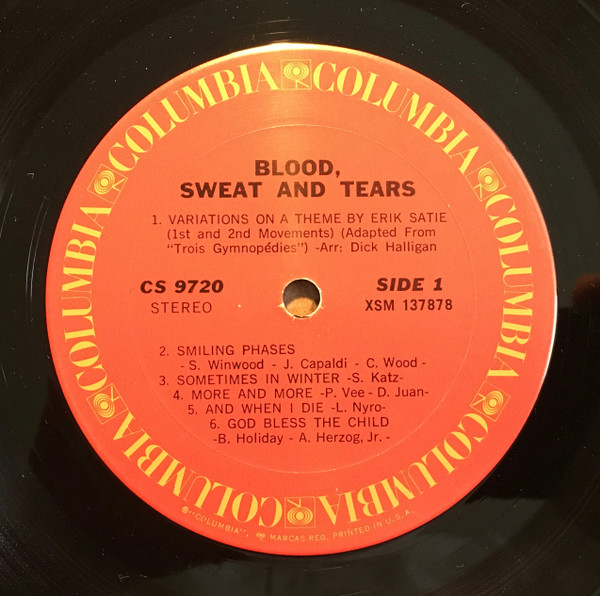 COLUMBIA COLUMBIA COLUMBIA COLUMBIA COLUMBIA COLUMBIA
BLOOD,
SWEAT AND TEARS
1. VARIATIONS ON A THEME BY ERIK SATIE
(1st and 2nd Movements) (Adapted From
"Trois Gymnopédies") -Arr: Dick Halligan
CS 9720
STEREO
SIDE 1
XSM 137878
2. SMILING PHASES
- S. Winwood - J. Capaldi - C. Wood -
3. SOMETIMES IN WINTER -S. Katz-
4. MORE AND MORE -P. Vee - D. Juan-
5. AND WHEN I DIE -L. Nyro-
6. GOD BLESS THE CHILD
-B. Holiday - A. Herzog, Jr. -
®"COLUMBIA", MARCAS REG. PRINTED IN U.S.A.